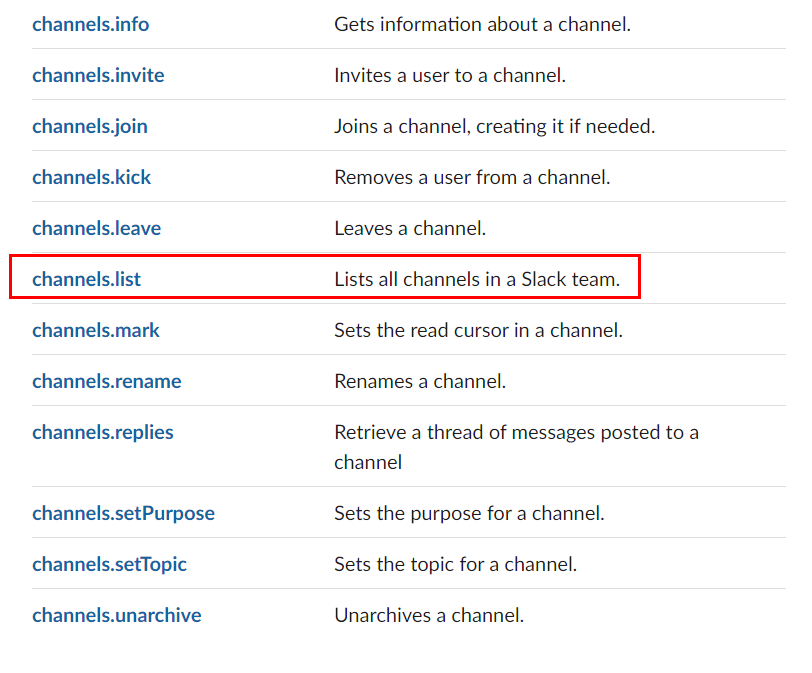 channels.info Gets information about a channel.
channels.invite Invites a user to a channel.
channels.join Joins a channel, creating it if needed.
channels.kick Removes a user from a channel.
channels.leave Leaves a channel.
channels.list Lists all channels in a Slack team.
channels.mark Sets the read cursor in a channel.
channels.rename Renames a channel.
channels.replies Retrieve a thread of messages posted to a
channel
channels.setPurpose Sets the purpose for a channel.
channels.setTopic Sets the topic for a channel.
channels.unarchive Unarchives a channel.